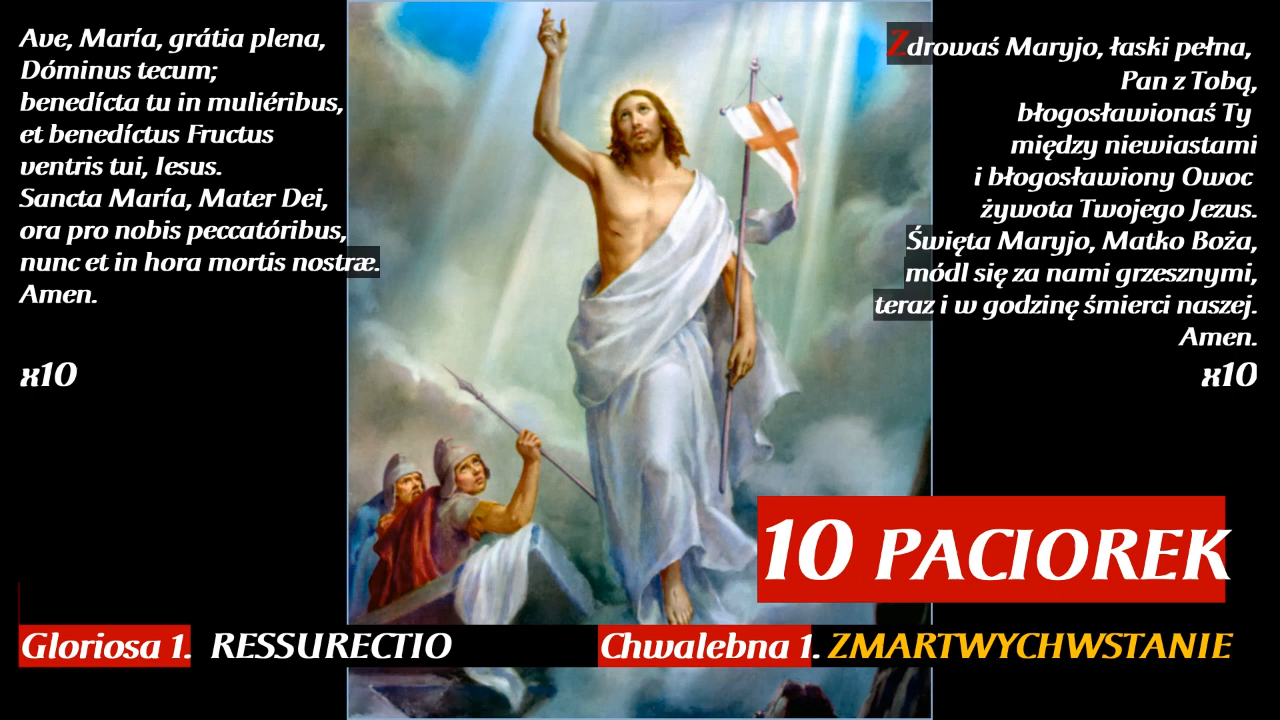 Ave, María, grátia plena,
Dóminus tecum;
benedícta tu in muliéribus,
et benedíctus Fructus
ventris tui, Iesus.
Sancta María, Mater Dei,
ora pro nobis peccatóribus,
nunc et in hora mortis nostræ.
Amen.
x10
Zdrowaś Maryjo, łaski pełna,
Pan z Tobą,
błogosławionaś Ty
między niewiastami
i błogosławiony Owoc
żywota Twojego Jezus.
Święta Maryjo, Matko Boża,
módl się za nami grzesznymi,
teraz i w godzinę śmierci naszej.
Amen.
x10
10 PACIOREK
Gloriosa 1. RESSURECTIO
Chwalebna 1. ZMARTWYCHWSTANIE